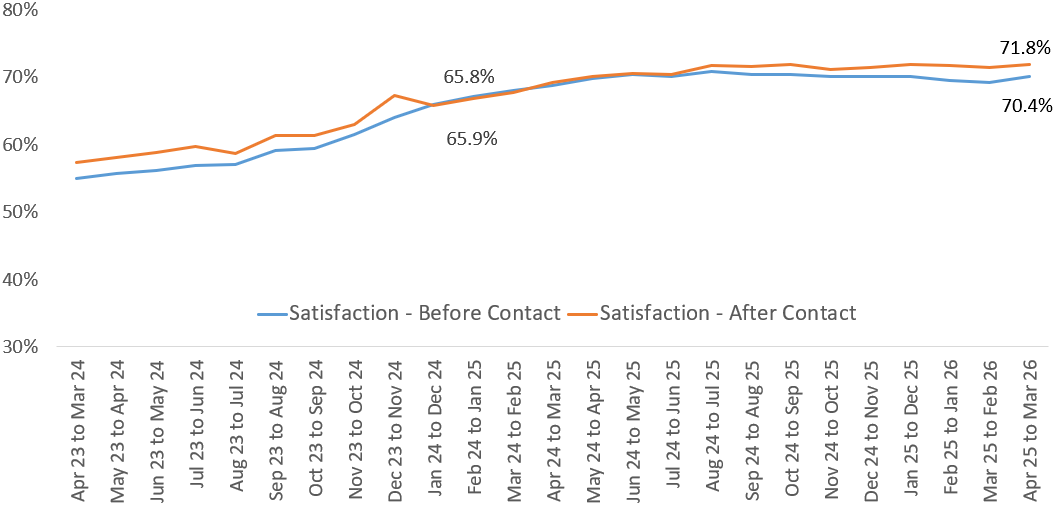 80%
70%
60%
50%
40%
30%
65.8%
65.9%
71.8%
70.4%
Satisfaction - Before Contact
Satisfaction - After Contact
Apr 23 to Mar 24
May 23 to Apr 24
Jun 23 to May 24
Jul 23 to Jun 24
Aug 23 to Jul 24
Sep 23 to Aug 24
Oct 23 to Sep 24
Nov 23 to Oct 24
Dec 23 to Nov 24
Jan 24 to Dec 24
Feb 24 to Jan 25
Mar 24 to Feb 25
Apr 24 to Mar 25
May 24 to Apr 25
Jun 24 to May 25
Jul 24 to Jun 25
Aug 24 to Jul 25
Sep 24 to Aug 25
Oct 24 to Sep 25
Nov 24 to Oct 25
Dec 24 to Nov 25
Jan 25 to Dec 25
Feb 25 to Jan 26
Mar 25 to Feb 26
Apr 25 to Mar 26